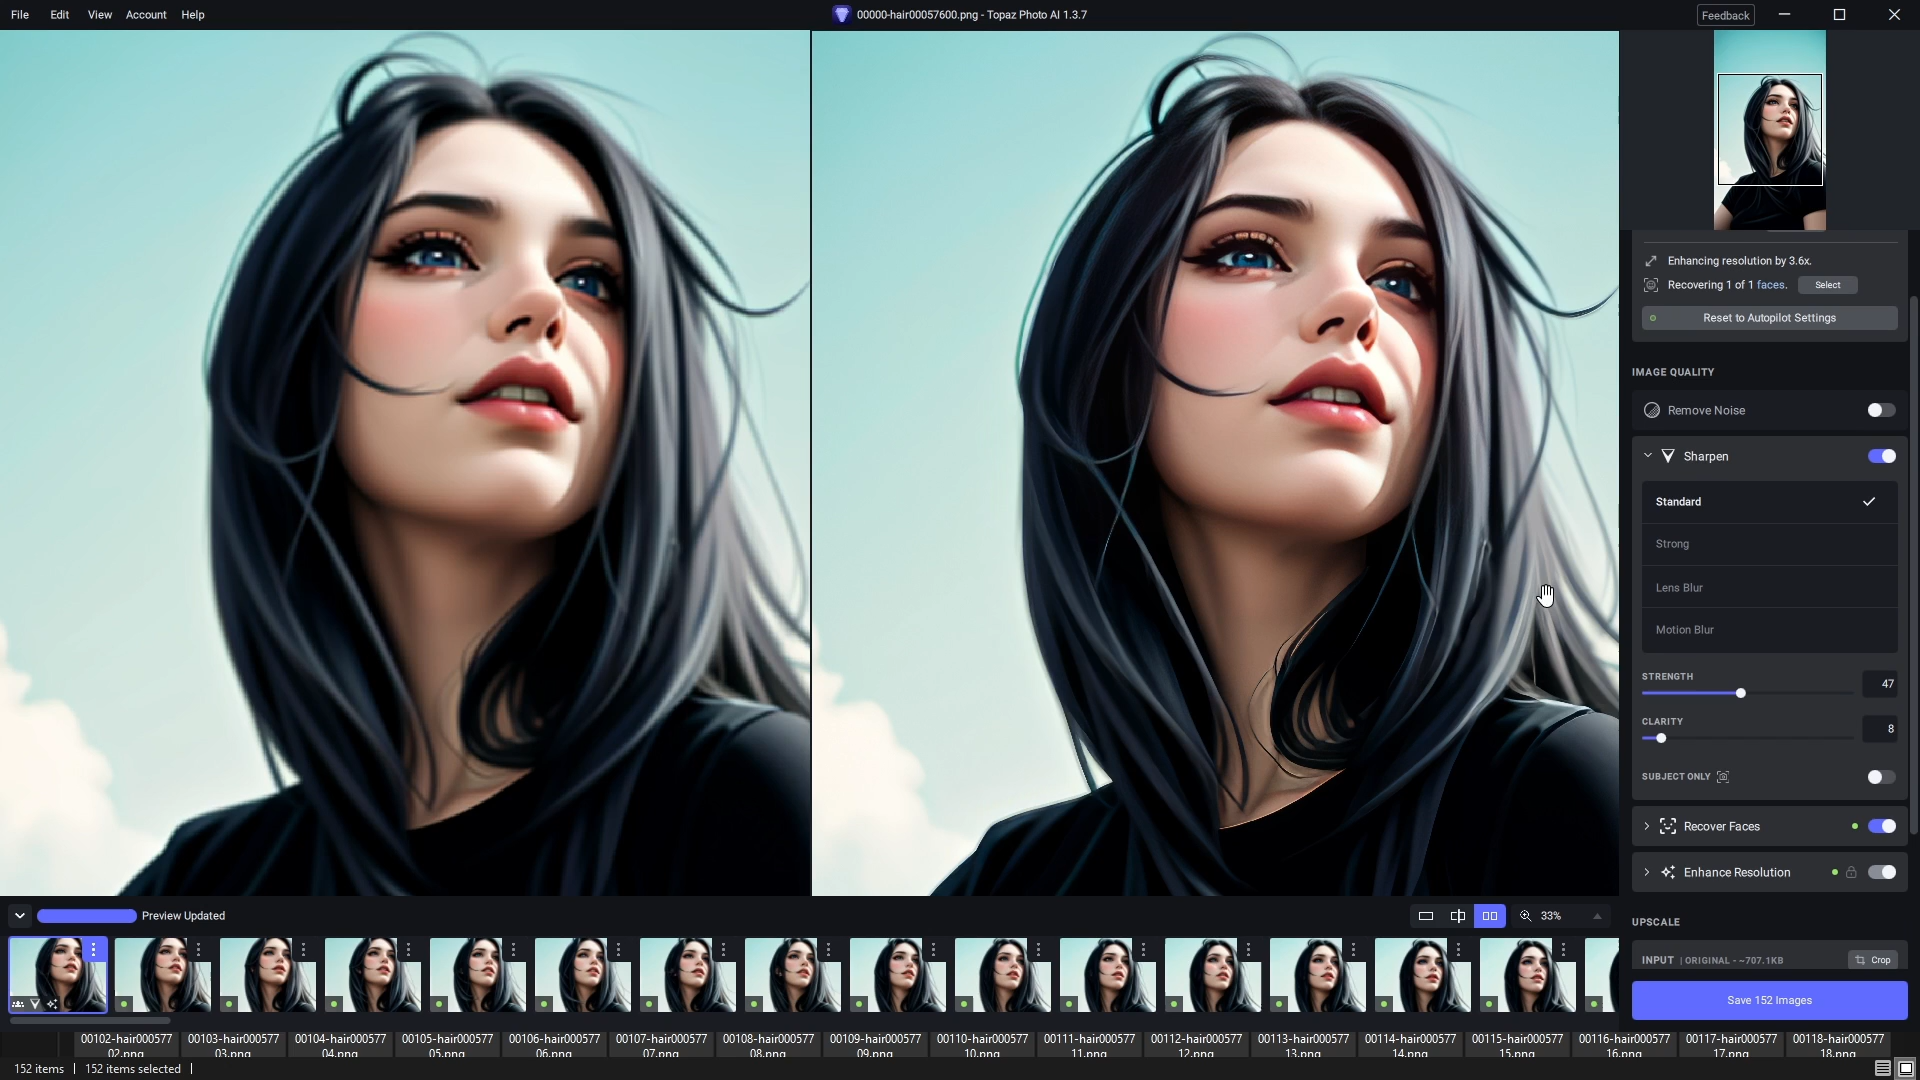 File Edit View Account Help
00000-hair00057600.png - Topaz Photo AI 1.3.7
Feedback
Enhancing resolution by 3.6x.
Recovering 1 of 1 faces. Select
Reset to Autopilot Settings
IMAGE QUALITY
Remove Noise
Sharpen
Standard
Strong
Lens Blur
Motion Blur
STRENGTH
47
CLARITY
8
SUBJECT ONLY
Recover Faces
Enhance Resolution
Preview Updated
33%
UPSCALE
INPUT | ORIGINAL - ~707.1KB Crop
Save 152 Images
00102-hair000577 00103-hair000577 00104-hair000577 00105-hair000577 00106-hair000577 00107-hair000577 00108-hair000577 00109-hair000577 00110-hair000577 00111-hair000577 00112-hair000577 00113-hair000577 00114-hair000577 00115-hair000577 00116-hair000577 00117-hair000577 00118-hair000577
02.png 03.png 04.png 05.png 06.png 07.png 08.png 09.png 10.png 11.png 12.png 13.png 14.png 15.png 16.png 17.png 18.png
152 items | 152 items selected |